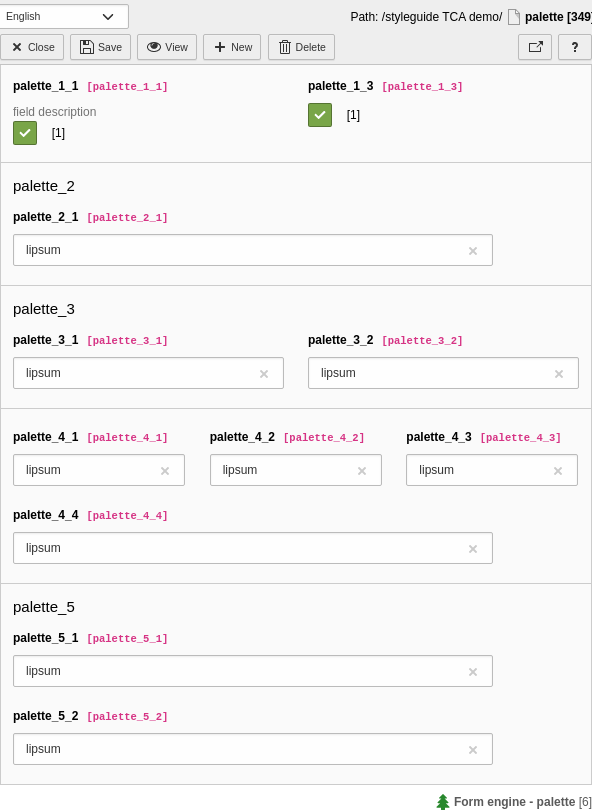 English Path: /styleguide TCA demo/ palette [349]
Close Save View New Delete ?
palette_1_1 [palette_1_1] palette_1_3 [palette_1_3]
field description
[1] [1]
palette_2
palette_2_1 [palette_2_1]
lipsum
palette_3
palette_3_1 [palette_3_1] palette_3_2 [palette_3_2]
lipsum lipsum
palette_4_1 [palette_4_1] palette_4_2 [palette_4_2] palette_4_3 [palette_4_3]
lipsum lipsum lipsum
palette_4_4 [palette_4_4]
lipsum
palette_5
palette_5_1 [palette_5_1]
lipsum
palette_5_2 [palette_5_2]
lipsum
Form engine - palette [6]